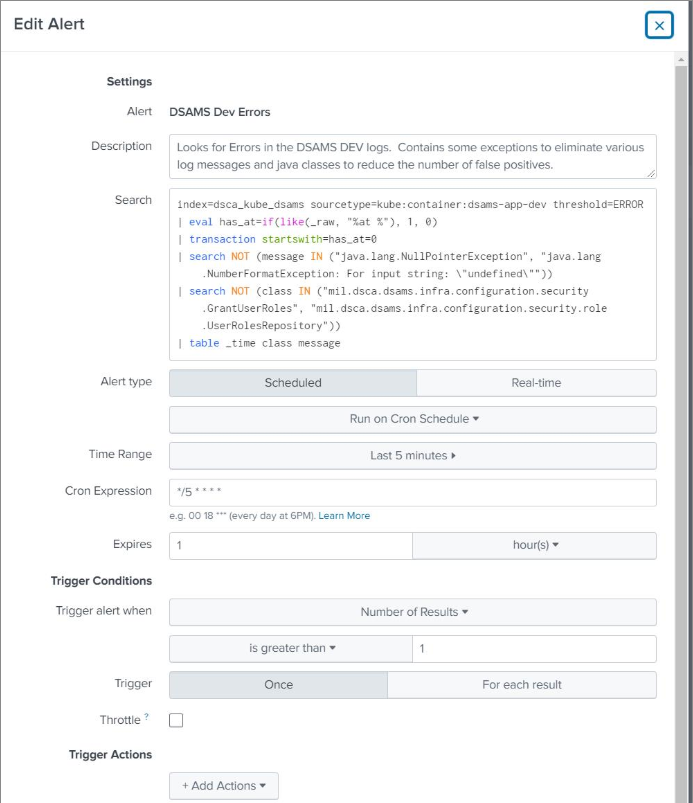 Edit Alert
Settings
Alert DSAMS Dev Errors
Description Looks for Errors in the DSAMS DEV logs.  Contains some exceptions to eliminate various
log messages and java classes to reduce the number of false positives.
Search
index=dsca_kube_dsams sourcetype=kube:container:dsams-app-dev threshold=ERROR
| eval has_at=if(like(_raw, "%at %"), 1, 0)
| transaction startswith=has_at=0
| search NOT (message IN ("java.lang.NullPointerException", "java.lang
.NumberFormatException: For input string: \"undefined\""))
| search NOT (class IN ("mil.dsca.dsams.infra.configuration.security
.GrantUserRoles", "mil.dsca.dsams.infra.configuration.security.role
.UserRolesRepository"))
| table _time class message
Alert type Scheduled Real-time
Run on Cron Schedule
Time Range Last 5 minutes
Cron Expression */5 * * * *
e.g. 00 18 *** (every day at 6PM). Learn More
Expires 1 hour(s)
Trigger Conditions
Trigger alert when Number of Results
is greater than 1
Trigger Once For each result
Throttle ?
Trigger Actions
+ Add Actions